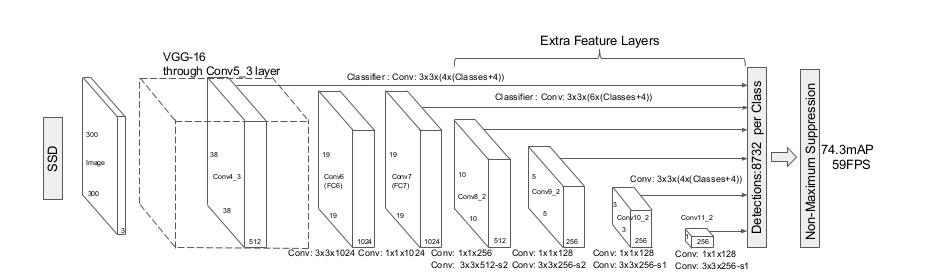 Extra Feature Layers
VGG-16
through Conv5_3 layer
Classifier : Conv: 3x3x(4x(Classes+4))
Classifier : Conv: 3x3x(6x(Classes+4))
SSD
300
Image
300
3
38
Conv4_3
38
512
19
Conv6
(FC6)
19
1024
19
Conv7
(FC7)
19
1024
10
Conv8_2
10
512
5
Conv9_2
5
256
Conv: 3x3x(4x(Classes+4))
3
Conv10_2
3
256
Conv11_2
1
256
Detections:8732 per Class
Non-Maximum Suppression
74.3mAP
59FPS
Conv: 3x3x1024
Conv: 1x1x1024
Conv: 1x1x256
Conv: 3x3x512-s2
Conv: 1x1x128
Conv: 3x3x256-s2
Conv: 1x1x128
Conv: 3x3x256-s1
Conv: 1x1x128
Conv: 3x3x256-s1